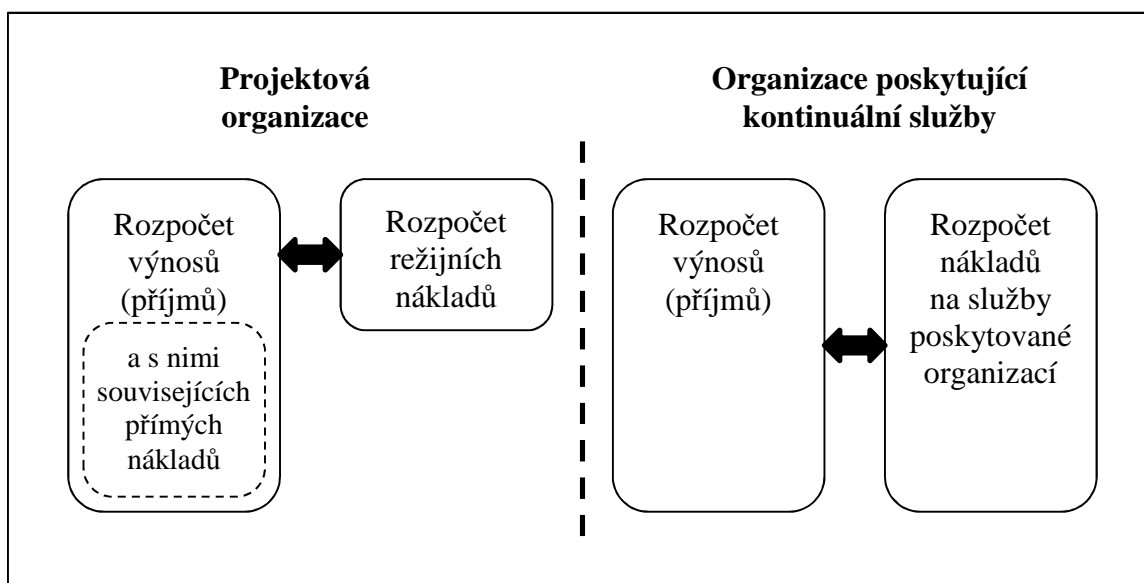 Projektová
organizace
Organizace poskytující
kontinuální služby
Rozpočet
výnosů
(příjmů)
a s nimi
souvisejících
přímých
nákladů
Rozpočet
režijních
nákladů
Rozpočet
výnosů
(příjmů)
Rozpočet
nákladů
na služby
poskytované
organizací